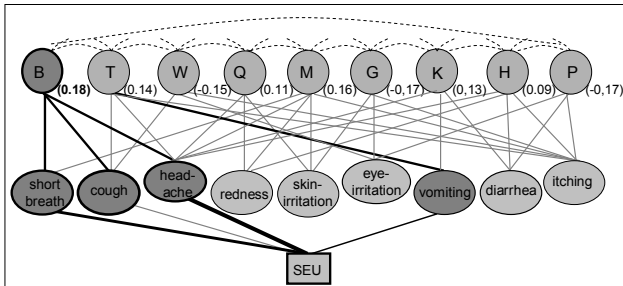 B T W Q M G K H P
(0.18) (0.14) (-0.15) (0.11) (0.16) (-0,17) (0,13) (0.09) (-0,17)
short
breath
cough
head-
ache
redness
skin-
irritation
eye-
irritation
vomiting
diarrhea
itching
SEU